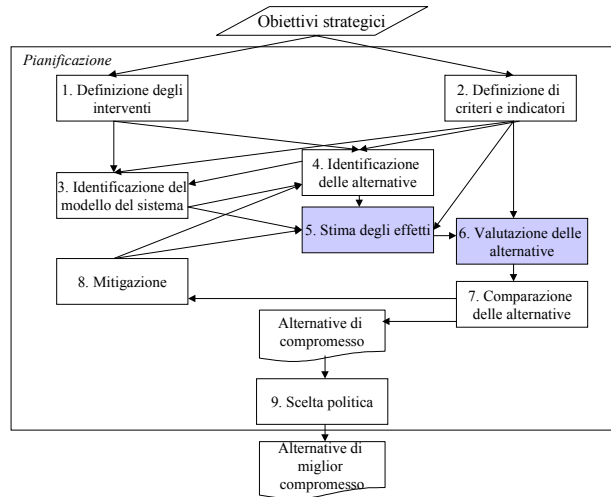 Obiettivi strategici
Pianificazione
1. Definizione degli
interventi
2. Definizione di
criteri e indicatori
3. Identificazione del
modello del sistema
4. Identificazione
delle alternative
5. Stima degli effetti
6. Valutazione delle
alternative
8. Mitigazione
7. Comparazione
delle alternative
Alternative di
compromesso
9. Scelta politica
Alternative di
miglior
compromesso